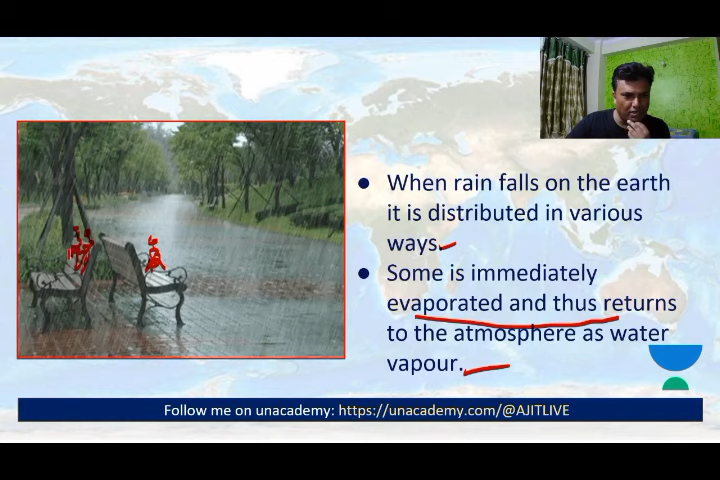 ● When rain falls on the earth
it is distributed in various
ways.
● Some is immediately
evaporated and thus returns
to the atmosphere as water
vapour.
Follow me on unacademy: https://unacademy.com/@AJITLIVE